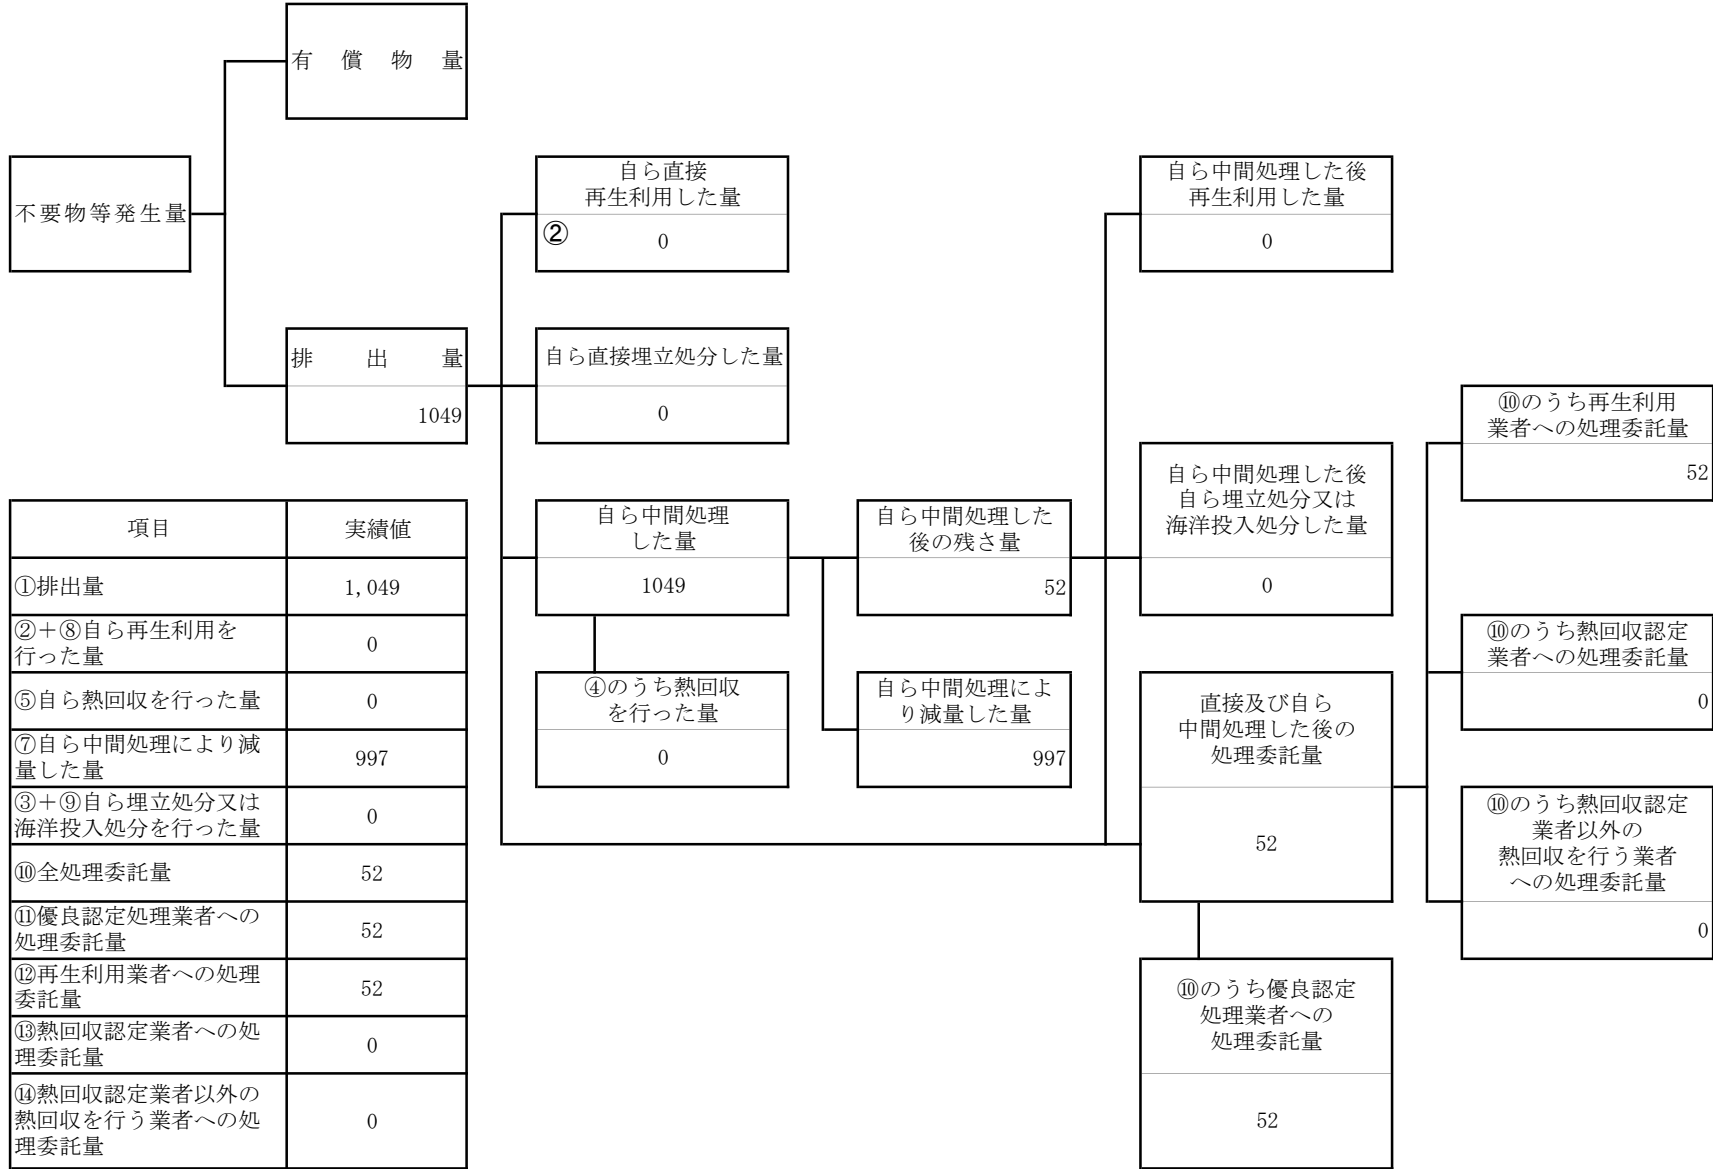 有償物量
不要物等発生量
排出量
1049
自ら直接
再生利用した量
②
0
自ら直接埋立処分した量
0
自ら中間処理
した量
1049
④のうち熱回収
を行った量
0
自ら中間処理した
後の残さ量
52
自ら中間処理によ
り減量した量
997
自ら中間処理した後
再生利用した量
0
自ら中間処理した後
自ら埋立処分又は
海洋投入処分した量
0
直接及び自ら
中間処理した後の
処理委託量
52
⑩のうち優良認定
処理業者への
処理委託量
52
⑩のうち再生利用
業者への処理委託量
52
⑩のうち熱回収認定
業者への処理委託量
0
⑩のうち熱回収認定
業者以外の
熱回収を行う業者
への処理委託量
0
項目 実績値
①排出量 1,049
②＋⑧自ら再生利用を
行った量 0
⑤自ら熱回収を行った量 0
⑦自ら中間処理により減
量した量 997
③＋⑨自ら埋立処分又は
海洋投入処分を行った量 0
⑩全処理委託量 52
⑪優良認定処理業者への
処理委託量 52
⑫再生利用業者への処理
委託量 52
⑬熱回収認定業者への処
理委託量 0
⑭熱回収認定業者以外の
熱回収を行う業者への処
理委託量 0